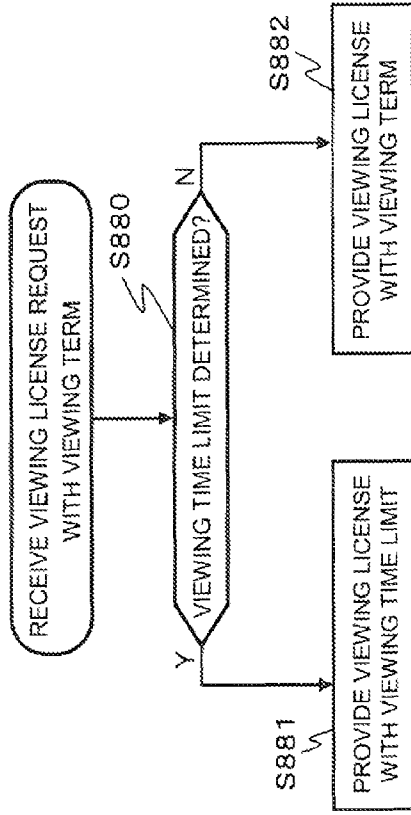 RECEIVE VIEWING LICENSE REQUEST
WITH VIEWING TERM
S880
VIEWING TIME LIMIT DETERMINED?
Y
N
S881
PROVIDE VIEWING LICENSE
WITH VIEWING TIME LIMIT
S882
PROVIDE VIEWING LICENSE
WITH VIEWING TERM